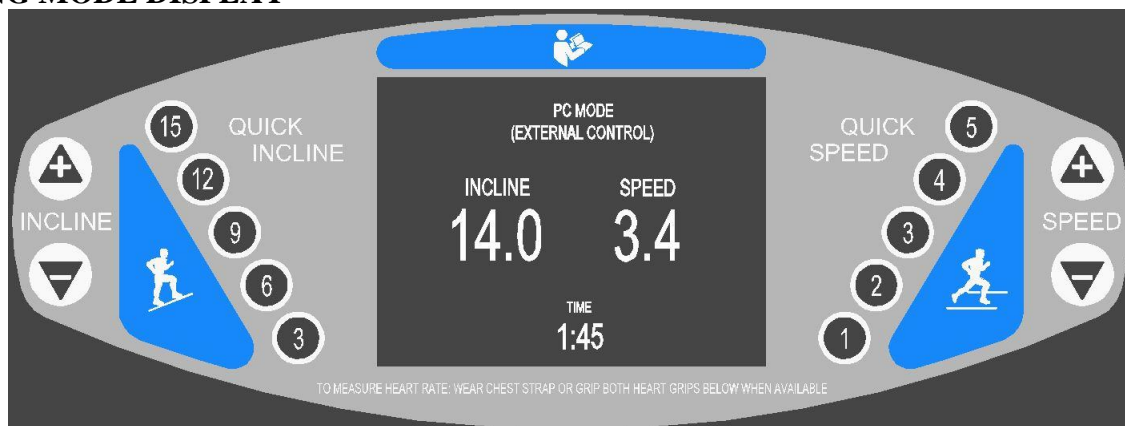 NG MODE DISPLAY
PC MODE
(EXTERNAL CONTROL)
INCLINE
14.0
SPEED
3.4
TIME
1:45
INCLINE
15
12
9
6
3
QUICK
INCLINE
QUICK
SPEED
5
4
3
2
1
SPEED
TO MEASURE HEART RATE: WEAR CHEST STRAP OR GRIP BOTH HEART GRIPS BELOW WHEN AVAILABLE